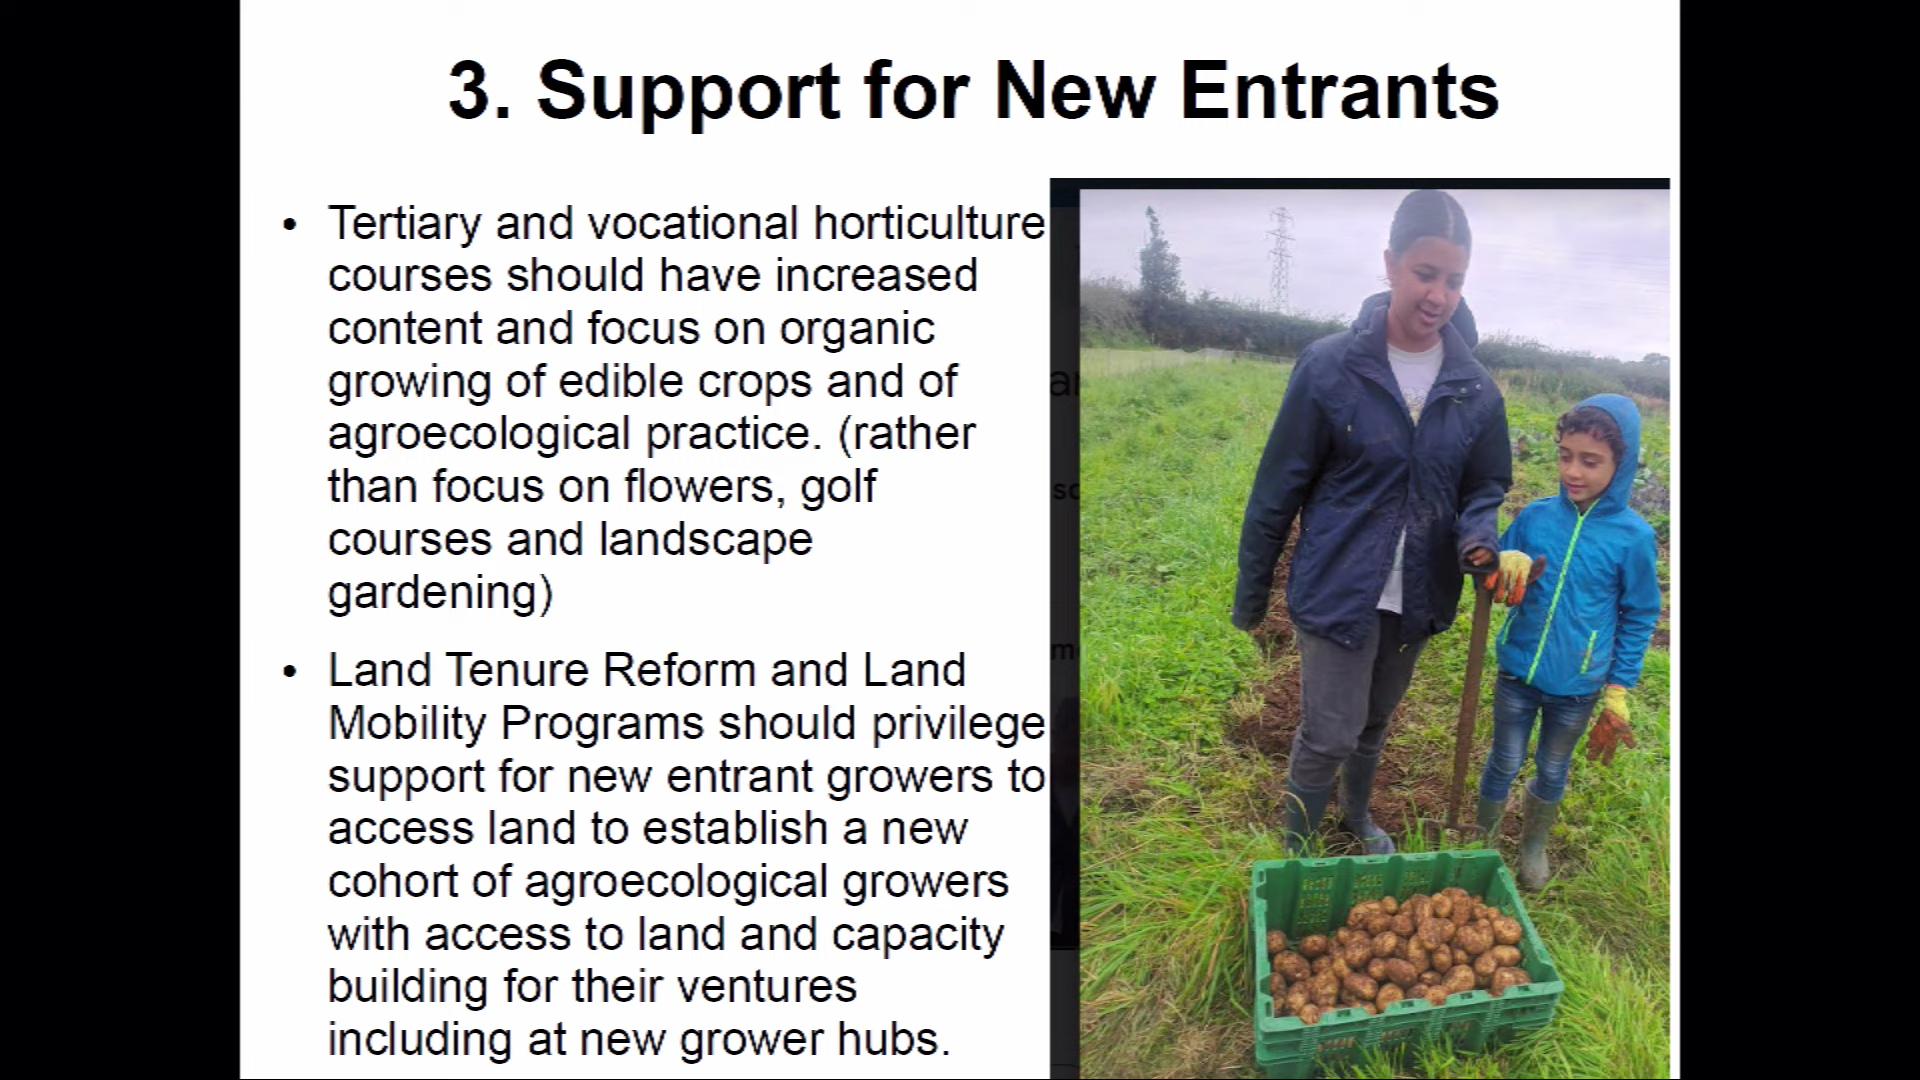 3. Support for New Entrants
• Tertiary and vocational horticulture
courses should have increased
content and focus on organic
growing of edible crops and of
agroecological practice. (rather
than focus on flowers, golf
courses and landscape
gardening)
• Land Tenure Reform and Land
Mobility Programs should privilege
support for new entrant growers to
access land to establish a new
cohort of agroecological growers
with access to land and capacity
building for their ventures
including at new grower hubs.